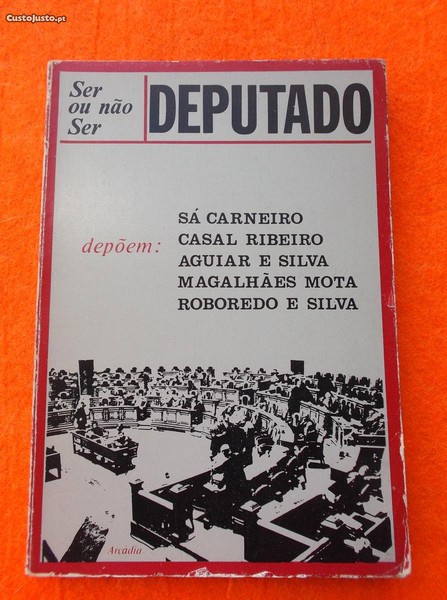 CustoJusto.pt
Ser
ou não
Ser
DEPUTADO
depõem:
SÁ CARNEIRO
CASAL RIBEIRO
AGUIAR E SILVA
MAGALHÃES MOTA
ROBOREDO E SILVA
Arcádia